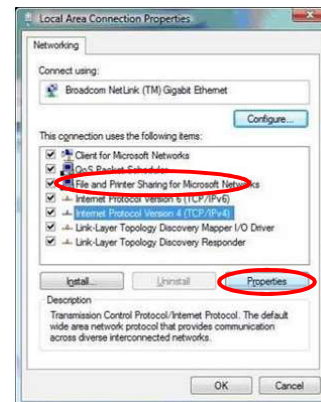 Local Area Connection Properties
Networking
Connect using:
Broadcom NetLink (TM) Gigabit Ethernet
Configure...
This connection uses the following items:
Client for Microsoft Networks
QoS Packet Scheduler
File and Printer Sharing for Microsoft Networks
Internet Protocol Version 6 (TCP/IPv6)
Internet Protocol Version 4 (TCP/IPv4)
Link-Layer Topology Discovery Mapper I/O Driver
Link-Layer Topology Discovery Responder
Install...
Uninstall
Properties
Description
Transmission Control Protocol/Internet Protocol. The default
wide area network protocol that provides communication
across diverse interconnected networks.
OK
Cancel